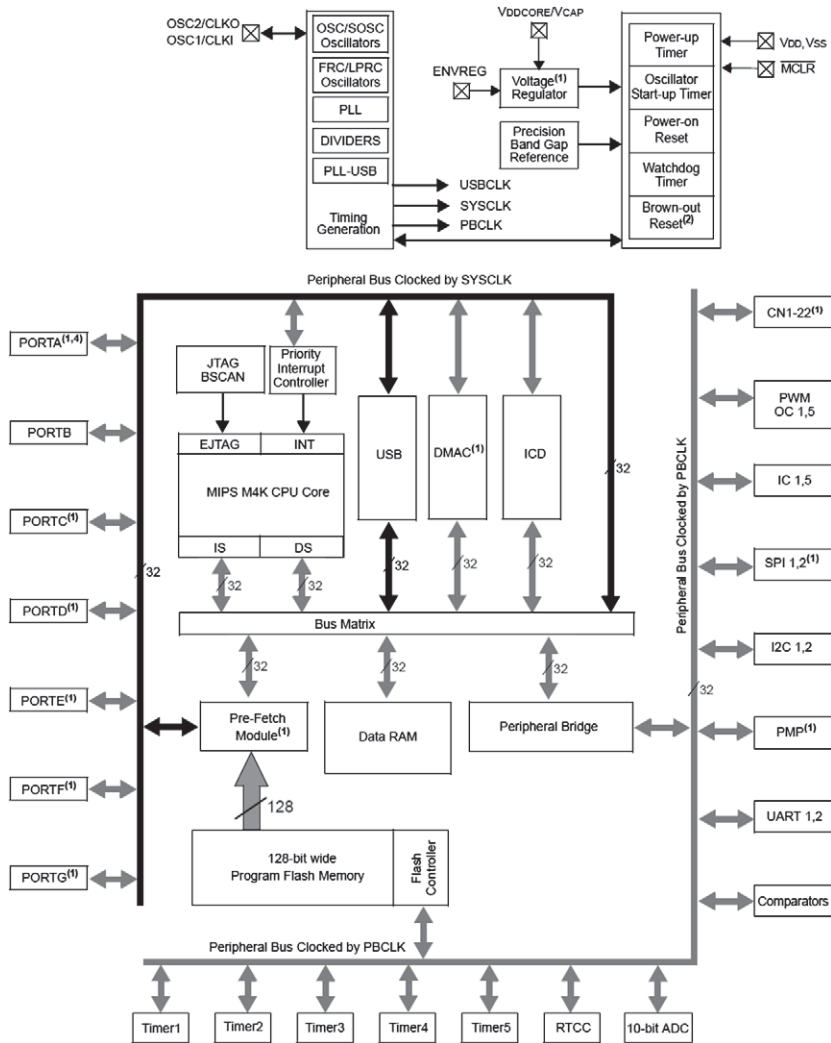 OSC2/CLKO
OSC1/CLKI
OSC/SOSC
Oscillators
FRC/LPRC
Oscillators
PLL
DIVIDERS
PLL-USB
Timing
Generation
USBCLK
SYSCLK
PBCLK
VDDCORE/VCAP
ENVREG
Voltage(1)
Regulator
Precision
Band Gap
Reference
Power-up
Timer
Oscillator
Start-up Timer
Power-on
Reset
Watchdog
Timer
Brown-out
Reset(2)
VDD, VSS
MCLR
Peripheral Bus Clocked by SYSCLK
PORTA(1,4)
PORTB
PORTC(1)
PORTD(1)
PORTE(1)
PORTF(1)
PORTG(1)
32
JTAG
BSCAN
Priority
Interrupt
Controller
EJTAG
INT
MIPS M4K CPU Core
IS
DS
USB
DMAC(1)
ICD
32
32
32
32
32
32
Bus Matrix
32
32
32
Pre-Fetch
Module(1)
Data RAM
Peripheral Bridge
128
128-bit wide
Program Flash Memory
Flash
Controller
Peripheral Bus Clocked by PBCLK
32
CN1-22(1)
PWM
OC 1,5
IC 1,5
SPI 1,2(1)
I2C 1,2
PMP(1)
UART 1,2
Comparators
Peripheral Bus Clocked by PBCLK
Timer1
Timer2
Timer3
Timer4
Timer5
RTCC
10-bit ADC